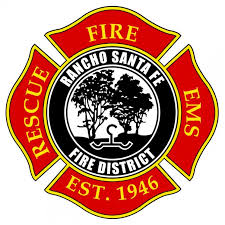 FIRE
RESCUE
RANCHO SANTA FE
FIRE DISTRICT
EMS
EST. 1946